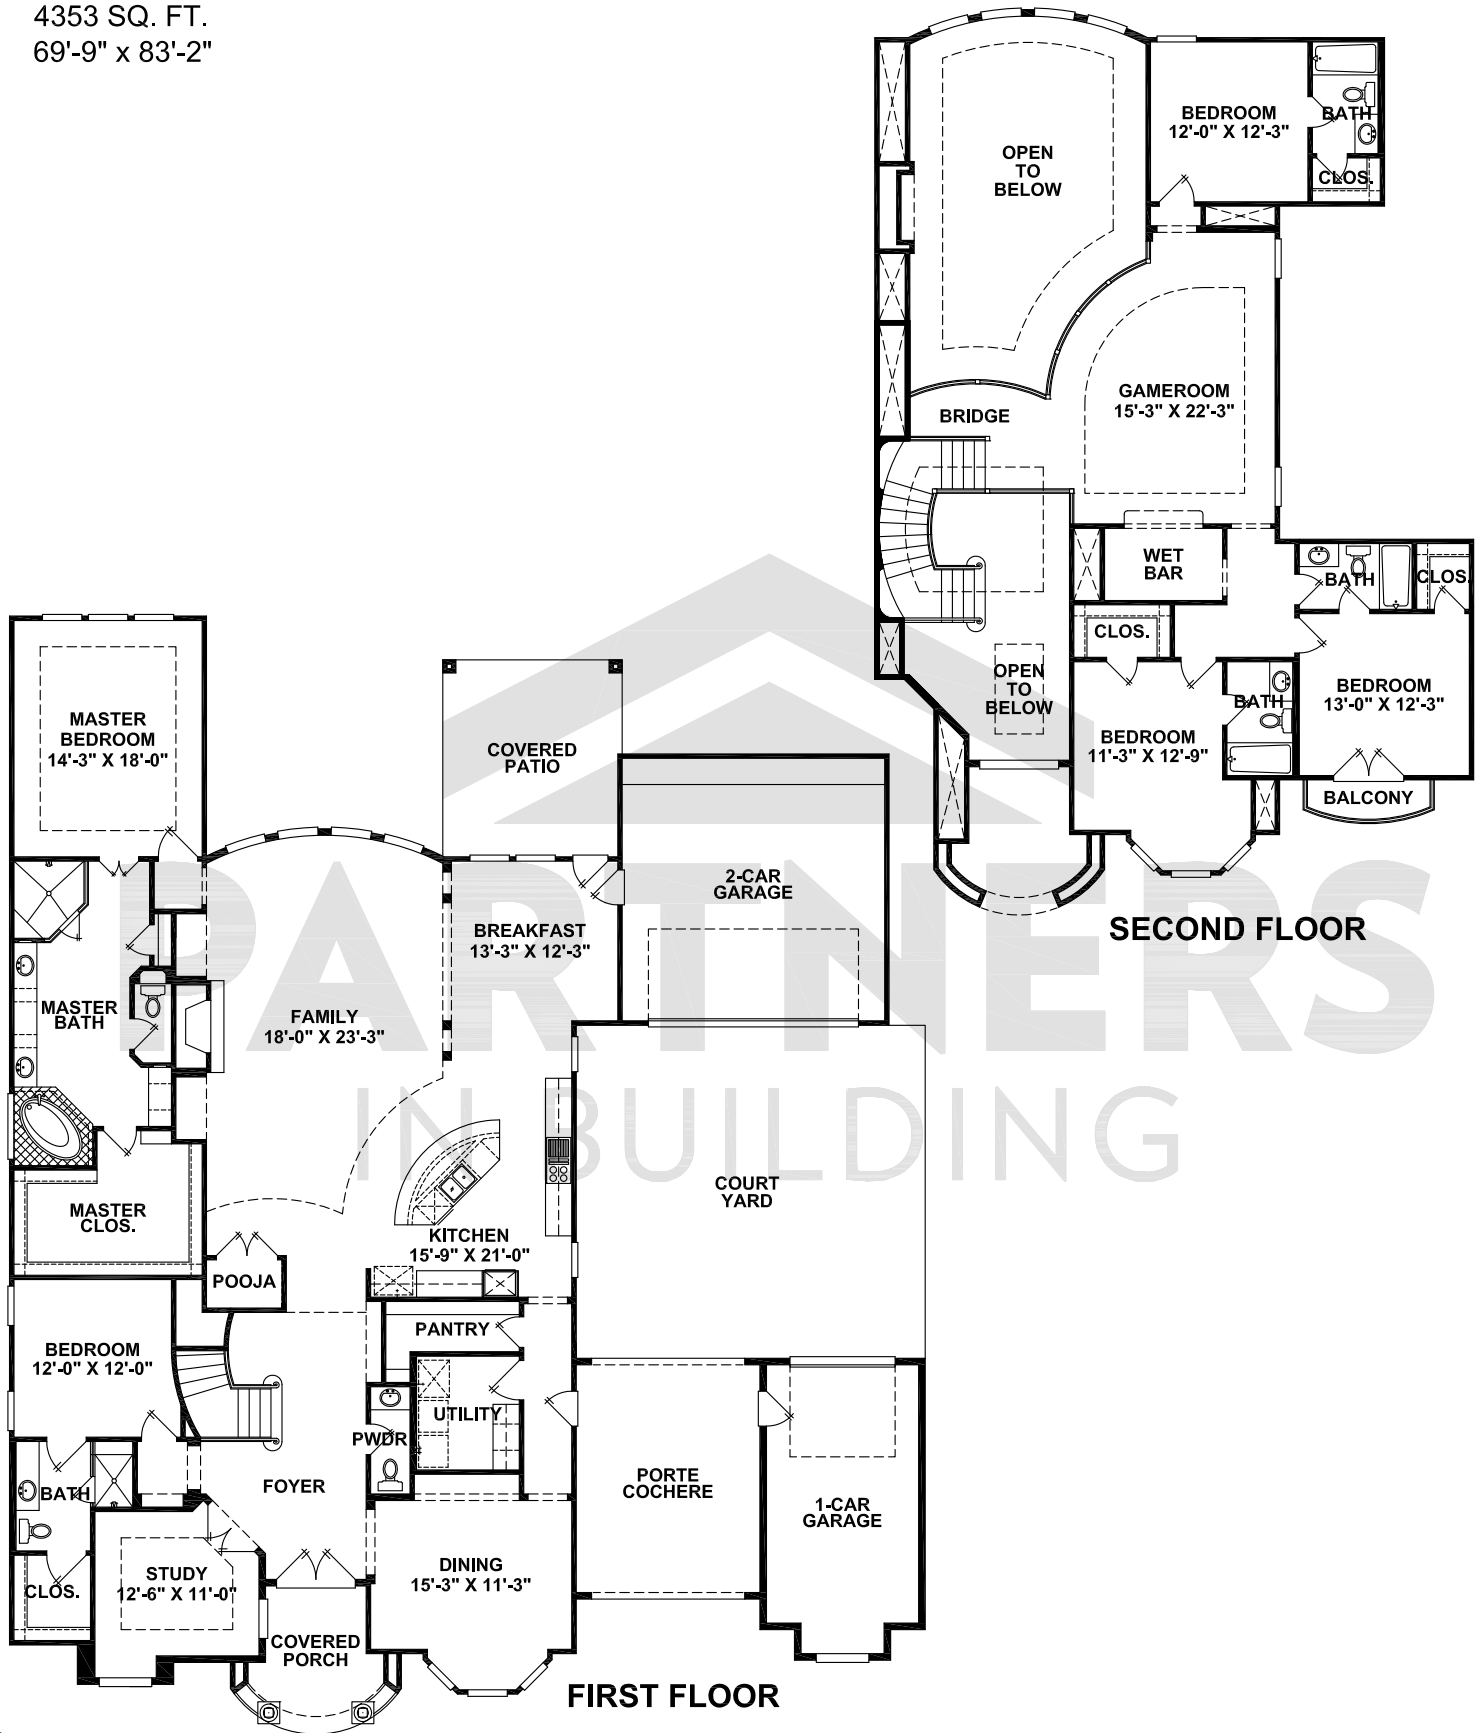 4353 SQ. FT.
69'-9" x 83'-2"
OPEN
TO
BELOW
BEDROOM
12'-0" X 12'-3"
BATH
CLOS.
GAMEROOM
15'-3" X 22'-3"
BRIDGE
WET
BAR
BATH
CLOS.
CLOS.
OPEN
TO
BELOW
BEDROOM
11'-3" X 12'-9"
BATH
BEDROOM
13'-0" X 12'-3"
BALCONY
SECOND FLOOR
MASTER
BEDROOM
14'-3" X 18'-0"
COVERED
PATIO
2-CAR
GARAGE
BREAKFAST
13'-3" X 12'-3"
MASTER
BATH
FAMILY
18'-0" X 23'-3"
PARTNERS
IN BUILDING
COURT
YARD
MASTER
CLOS.
KITCHEN
15'-9" X 21'-0"
POOJA
PANTRY
BEDROOM
12'-0" X 12'-0"
UTILITY
PWDR
BATH
FOYER
PORTE
COCHERE
1-CAR
GARAGE
CLOS.
STUDY
12'-6" X 11'-0"
DINING
15'-3" X 11'-3"
COVERED
PORCH
FIRST FLOOR